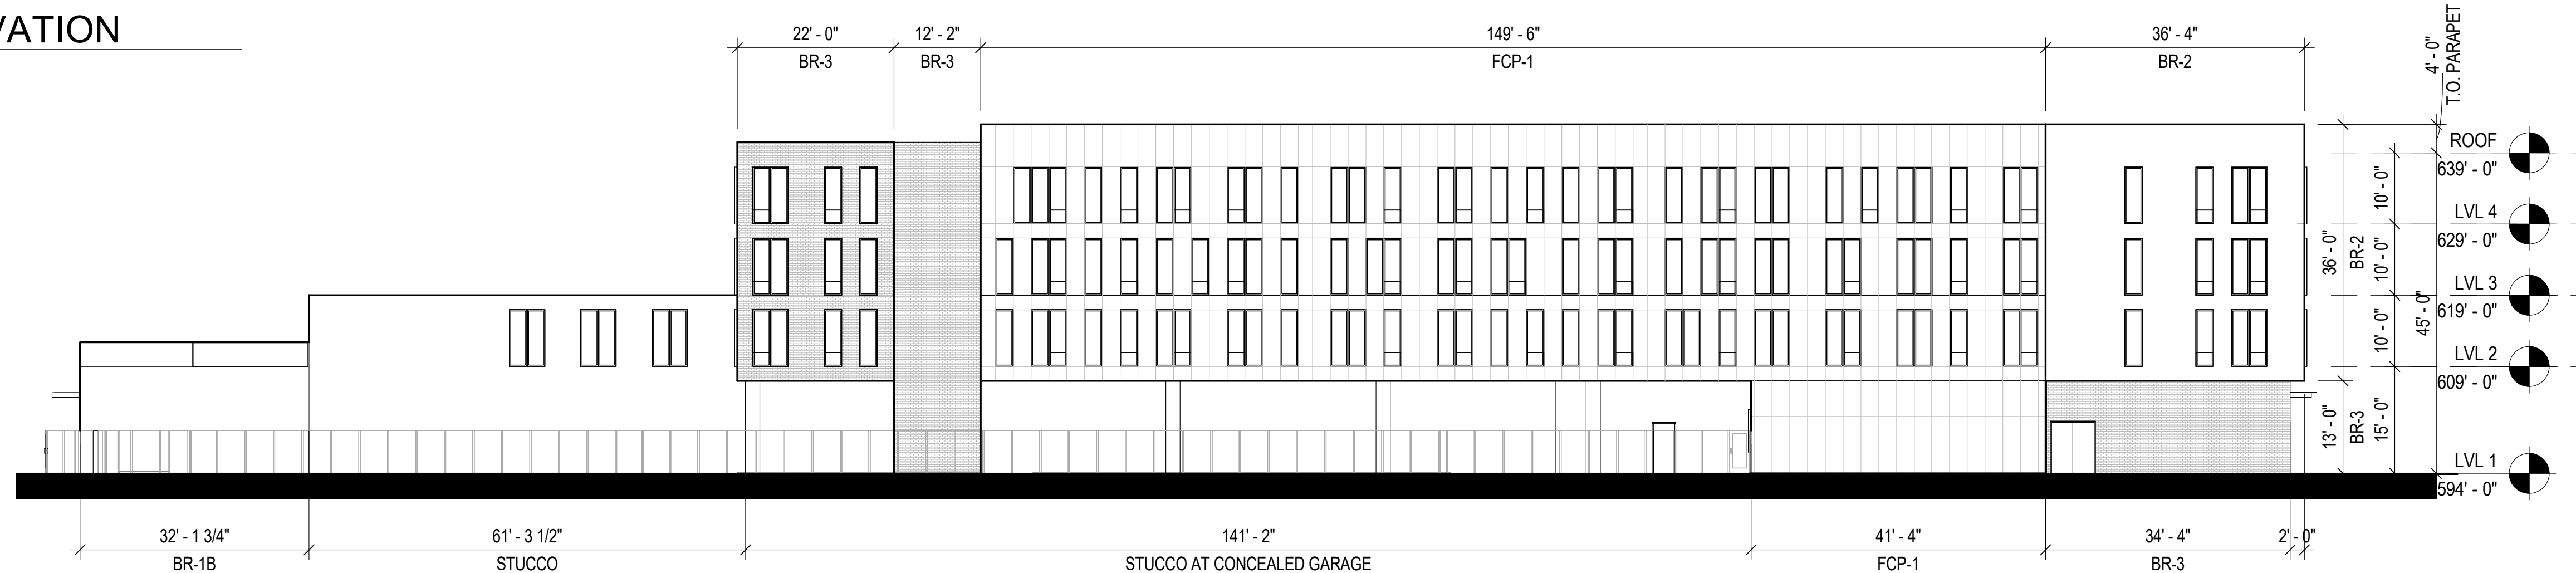 VATION
22' - 0"
12' - 2"
149' - 6"
36' - 4"
BR-3
BR-3
FCP-1
BR-2
4' - 0"
T.O. PARAPET
ROOF
639' - 0"
10' - 0"
LVL 4
629' - 0"
36' - 0"
BR-2
10' - 0"
LVL 3
619' - 0"
45' - 0"
10' - 0"
LVL 2
609' - 0"
13' - 0"
BR-3
15' - 0"
LVL 1
594' - 0"
32' - 1 3/4"
61' - 3 1/2"
141' - 2"
41' - 4"
34' - 4"
2' - 0"
BR-1B
STUCCO
STUCCO AT CONCEALED GARAGE
FCP-1
BR-3